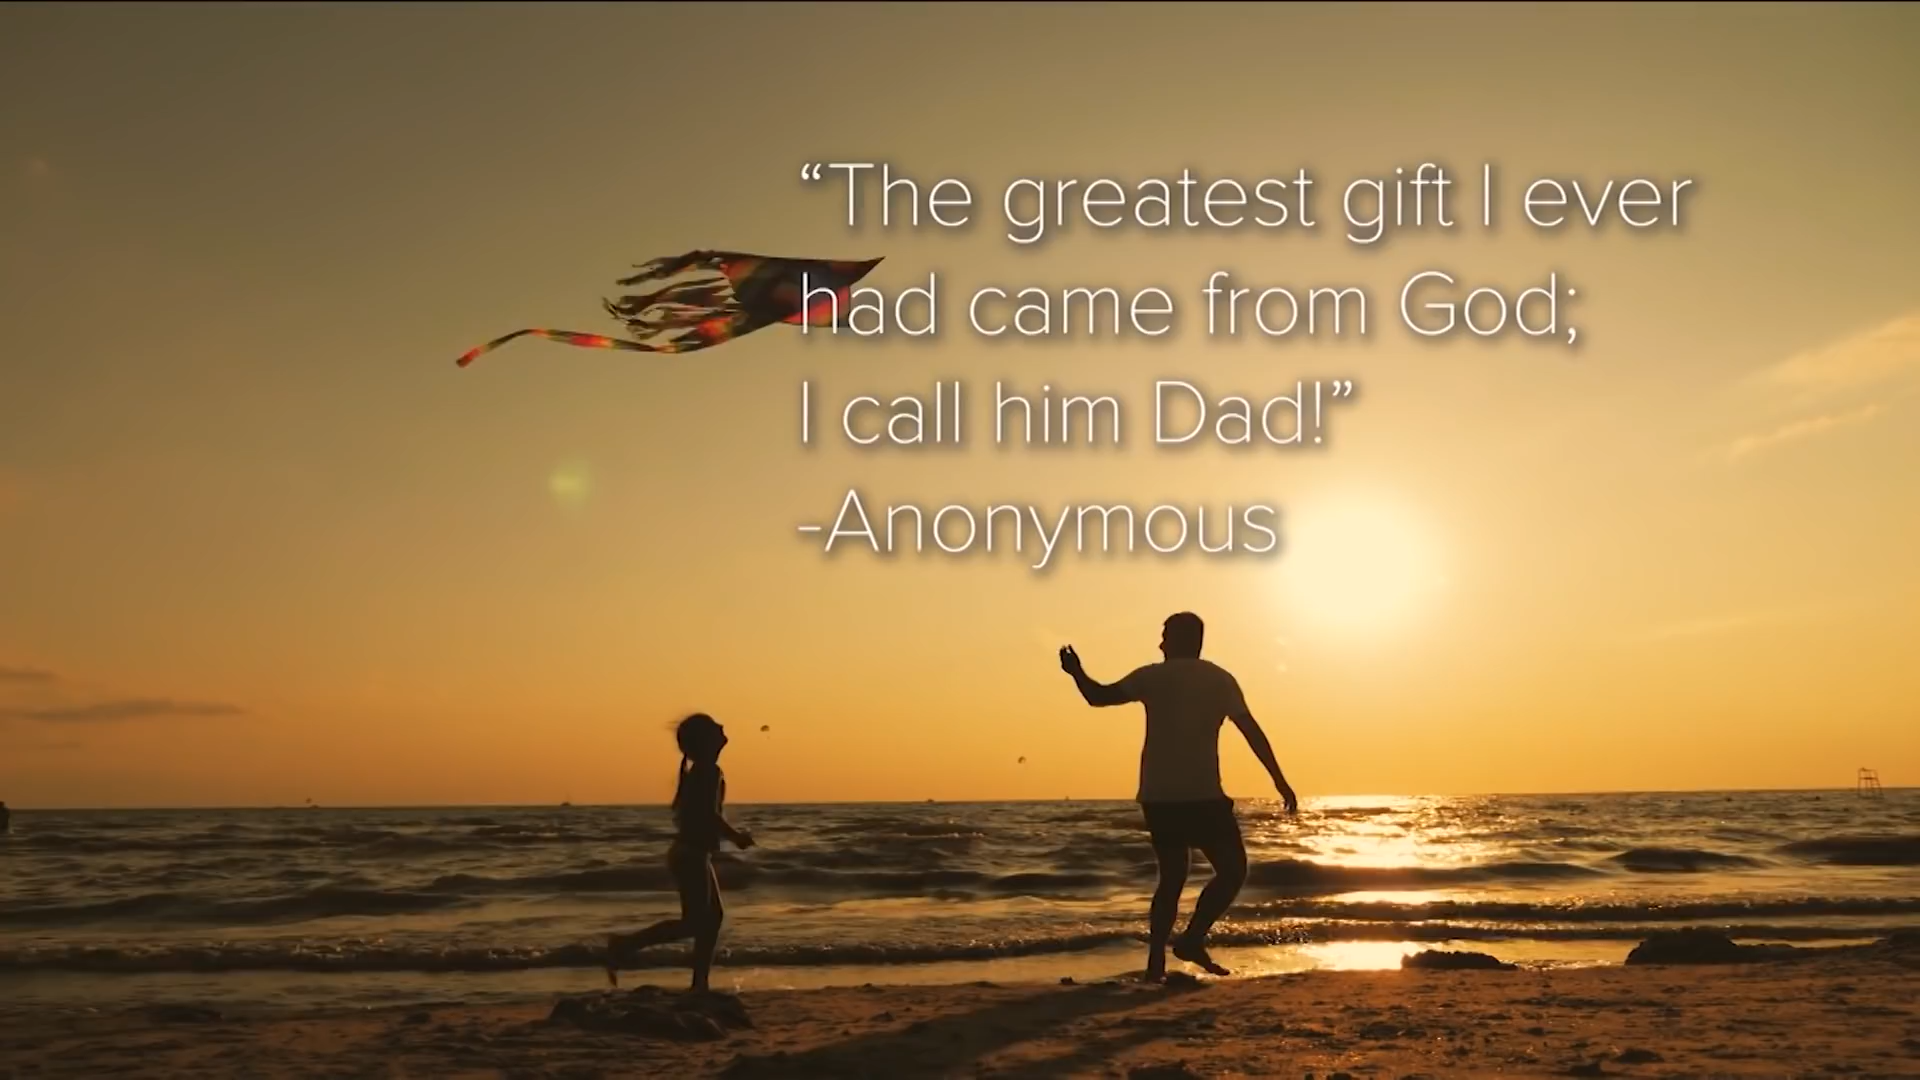 “The greatest gift I ever
had came from God;
I call him Dad!”
-Anonymous